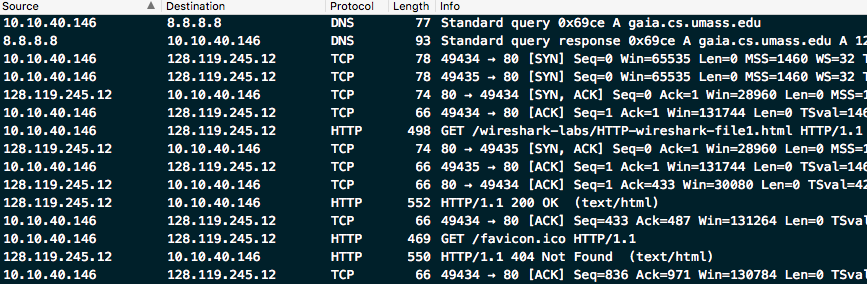 Source Destination Protocol Length Info
10.10.40.146 8.8.8.8 DNS 77 Standard query 0x69ce A gaia.cs.umass.edu
8.8.8.8 10.10.40.146 DNS 93 Standard query response 0x69ce A gaia.cs.umass.edu A 12
10.10.40.146 128.119.245.12 TCP 78 49434 → 80 [SYN] Seq=0 Win=65535 Len=0 MSS=1460 WS=32 T
10.10.40.146 128.119.245.12 TCP 78 49435 → 80 [SYN] Seq=0 Win=65535 Len=0 MSS=1460 WS=32 T
128.119.245.12 10.10.40.146 TCP 74 80 → 49434 [SYN, ACK] Seq=0 Ack=1 Win=28960 Len=0 MSS=1
10.10.40.146 128.119.245.12 TCP 66 49434 → 80 [ACK] Seq=1 Ack=1 Win=131744 Len=0 TSval=146
10.10.40.146 128.119.245.12 HTTP 498 GET /wireshark-labs/HTTP-wireshark-file1.html HTTP/1.1
128.119.245.12 10.10.40.146 TCP 74 80 → 49435 [SYN, ACK] Seq=0 Ack=1 Win=28960 Len=0 MSS=1
10.10.40.146 128.119.245.12 TCP 66 49435 → 80 [ACK] Seq=1 Ack=1 Win=131744 Len=0 TSval=146
128.119.245.12 10.10.40.146 TCP 66 80 → 49434 [ACK] Seq=1 Ack=433 Win=30080 Len=0 TSval=42
128.119.245.12 10.10.40.146 HTTP 552 HTTP/1.1 200 OK (text/html)
10.10.40.146 128.119.245.12 TCP 66 49434 → 80 [ACK] Seq=433 Ack=487 Win=131264 Len=0 TSval
10.10.40.146 128.119.245.12 HTTP 469 GET /favicon.ico HTTP/1.1
128.119.245.12 10.10.40.146 HTTP 550 HTTP/1.1 404 Not Found (text/html)
10.10.40.146 128.119.245.12 TCP 66 49434 → 80 [ACK] Seq=836 Ack=971 Win=130784 Len=0 TSval